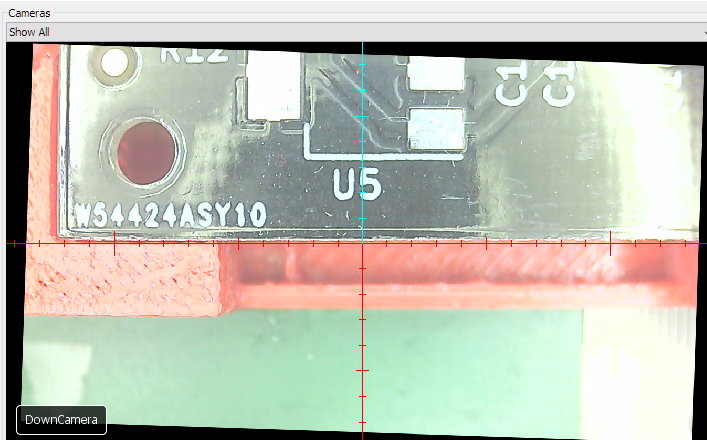 Cameras
Show All
R12
C1
C1
U5
W54424ASY10
DownCamera